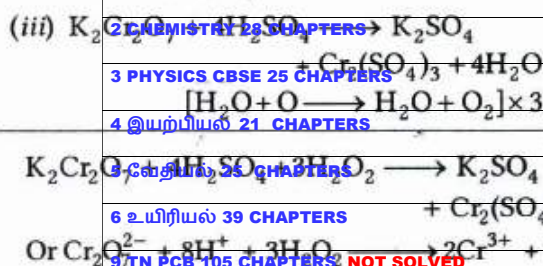 (iii) K₂Cr₂O₇ + 4H₂SO₄ ⟶ K₂SO₄
2 CHEMISTRY 28 CHAPTERS
+ Cr₂(SO₄)₃ + 4H₂O
3 PHYSICS CBSE 25 CHAPTERS
[H₂O + O ⟶ H₂O + O₂] × 3
4 இயற்பியல் 21 CHAPTERS
K₂Cr₂O₇ + 4H₂SO₄ + 3H₂O₂ ⟶ K₂SO₄
5 வேதியியல் 25 CHAPTERS
+ Cr₂(SO₄
6 உயிரியல் 39 CHAPTERS
Or Cr₂O₇²⁻ + 8H⁺ + 3H₂O₂ ⟶ 2Cr³⁺ +
9 TN PCB 105 CHAPTERS NOT SOLVED